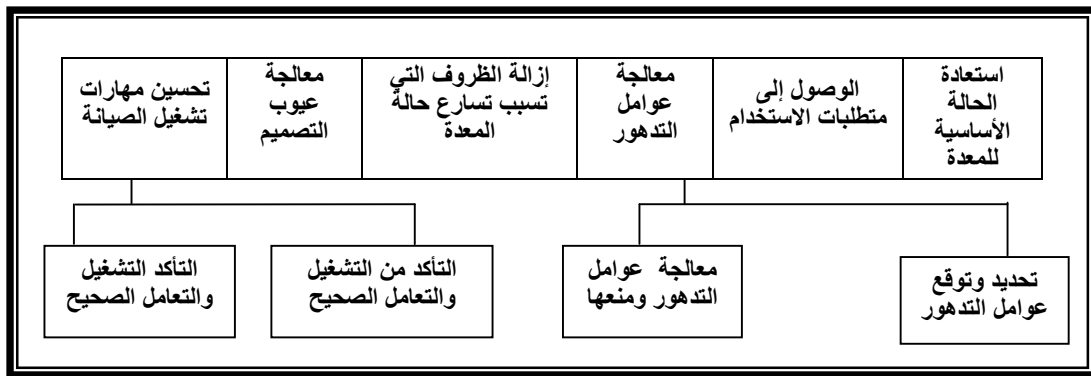 استعادة
الحالة
الأساسية
للمعدة
الوصول إلى
متطلبات الاستخدام
معالجة
عوامل
التدهور
إزالة الظروف التي
تسبب تسارع حالة
المعدة
معالجة
عيوب
التصميم
تحسين مهارات
تشغيل الصيانة
تحديد وتوقع
عوامل التدهور
معالجة عوامل
التدهور ومنعها
التأكد من التشغيل
والتعامل الصحيح
التأكد التشغيل
والتعامل الصحيح